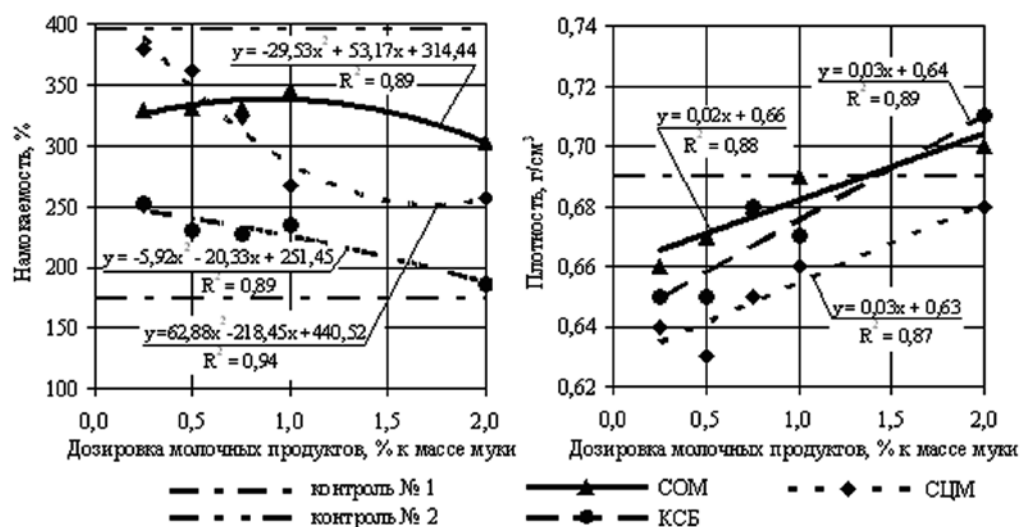 400
350
300
250
200
150
100
Намокаемость, %
y = -29,53x² + 53,17x + 314,44
R² = 0,89
y = -5,92x² - 20,33x + 251,45
R² = 0,89
y=62,88x²-218,45x + 440,52
R² = 0,94
0,0 0,5 1,0 1,5 2,0
Дозировка молочных продуктов, % к массе муки
0,74
0,72
0,70
0,68
0,66
0,64
0,62
Плотность, г/см³
y = 0,03x + 0,64
R² = 0,89
y = 0,02x + 0,66
R² = 0,88
y = 0,03x + 0,63
R² = 0,87
0,0 0,5 1,0 1,5 2,0
Дозировка молочных продуктов, % к массе муки
контроль № 1
СОМ
СЦМ
контроль № 2
КСБ